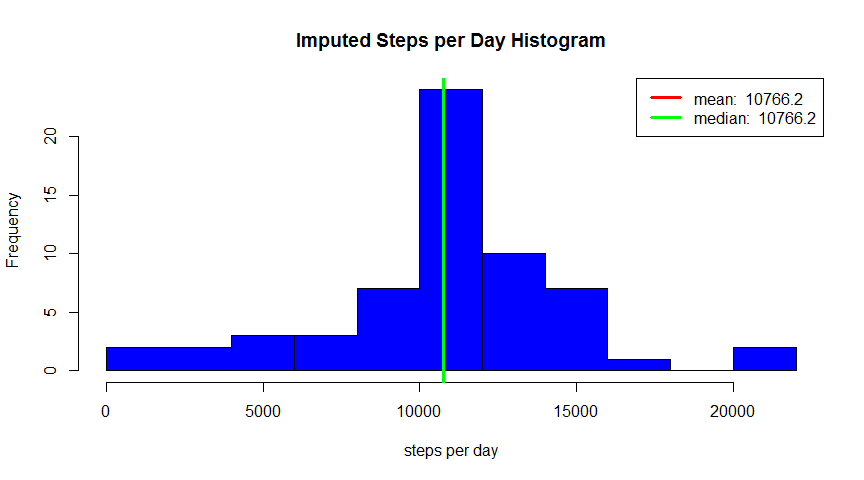 Imputed Steps per Day Histogram
mean: 10766.2
median: 10766.2
Frequency
20
15
10
5
0
0 5000 10000 15000 20000
steps per day